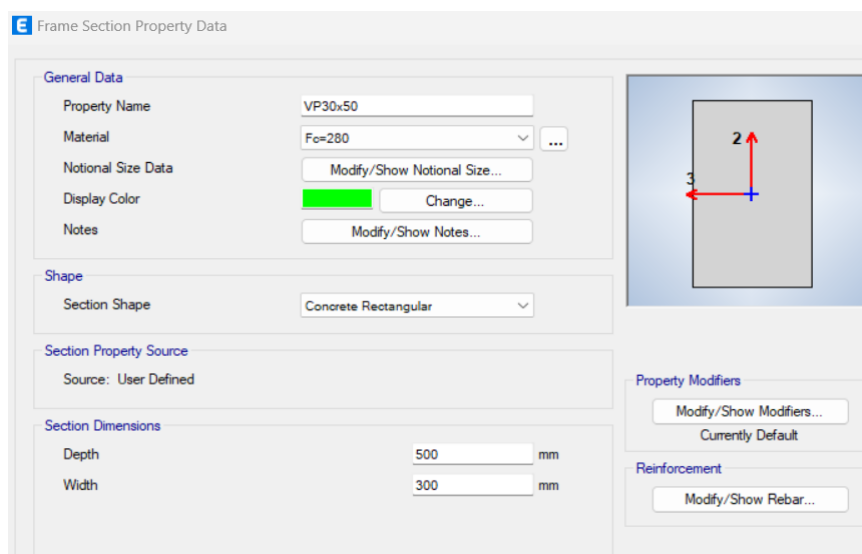 E Frame Section Property Data
General Data
Property Name VP30x50
Material Fc=280 ...
Notional Size Data Modify/Show Notional Size...
Display Color Change...
Notes Modify/Show Notes...
Shape
Section Shape Concrete Rectangular
Section Property Source
Source: User Defined
Section Dimensions
Depth 500 mm
Width 300 mm
2
3
Property Modifiers
Modify/Show Modifiers...
Currently Default
Reinforcement
Modify/Show Rebar...